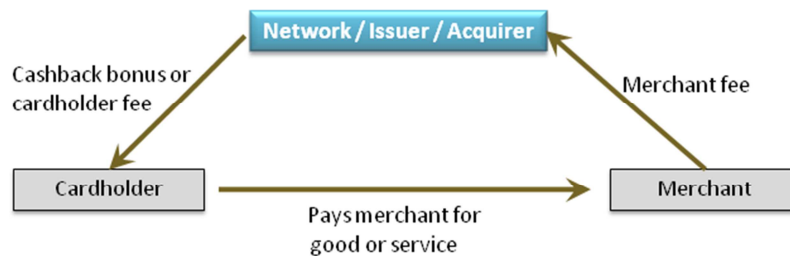 Network / Issuer / Acquirer
Cashback bonus or
cardholder fee
Merchant fee
Cardholder
Merchant
Pays merchant for
good or service